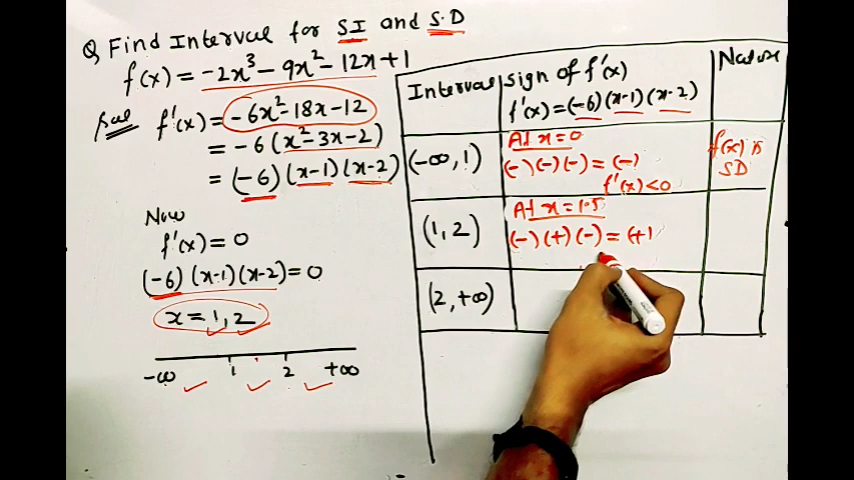 Q Find Interval for SI and S.D
f(x) = -2x³ - 9x² - 12x + 1
Sol f'(x) = -6x² - 18x - 12
= -6 (x² - 3x - 2)
= (-6) (x-1) (x-2)
Now
f'(x) = 0
(-6) (x-1) (x-2) = 0
x = 1, 2
-∞ 1 2 +∞
Interval sign of f'(x) Nature
f'(x) = (-6) (x-1) (x-2)
(-∞, 1) At x = 0 f(x) is
(-) (-) (-) = (-) SD
f'(x) < 0
(1, 2) At x = 1.5
(-) (+) (-) = (+)
(2, +∞)